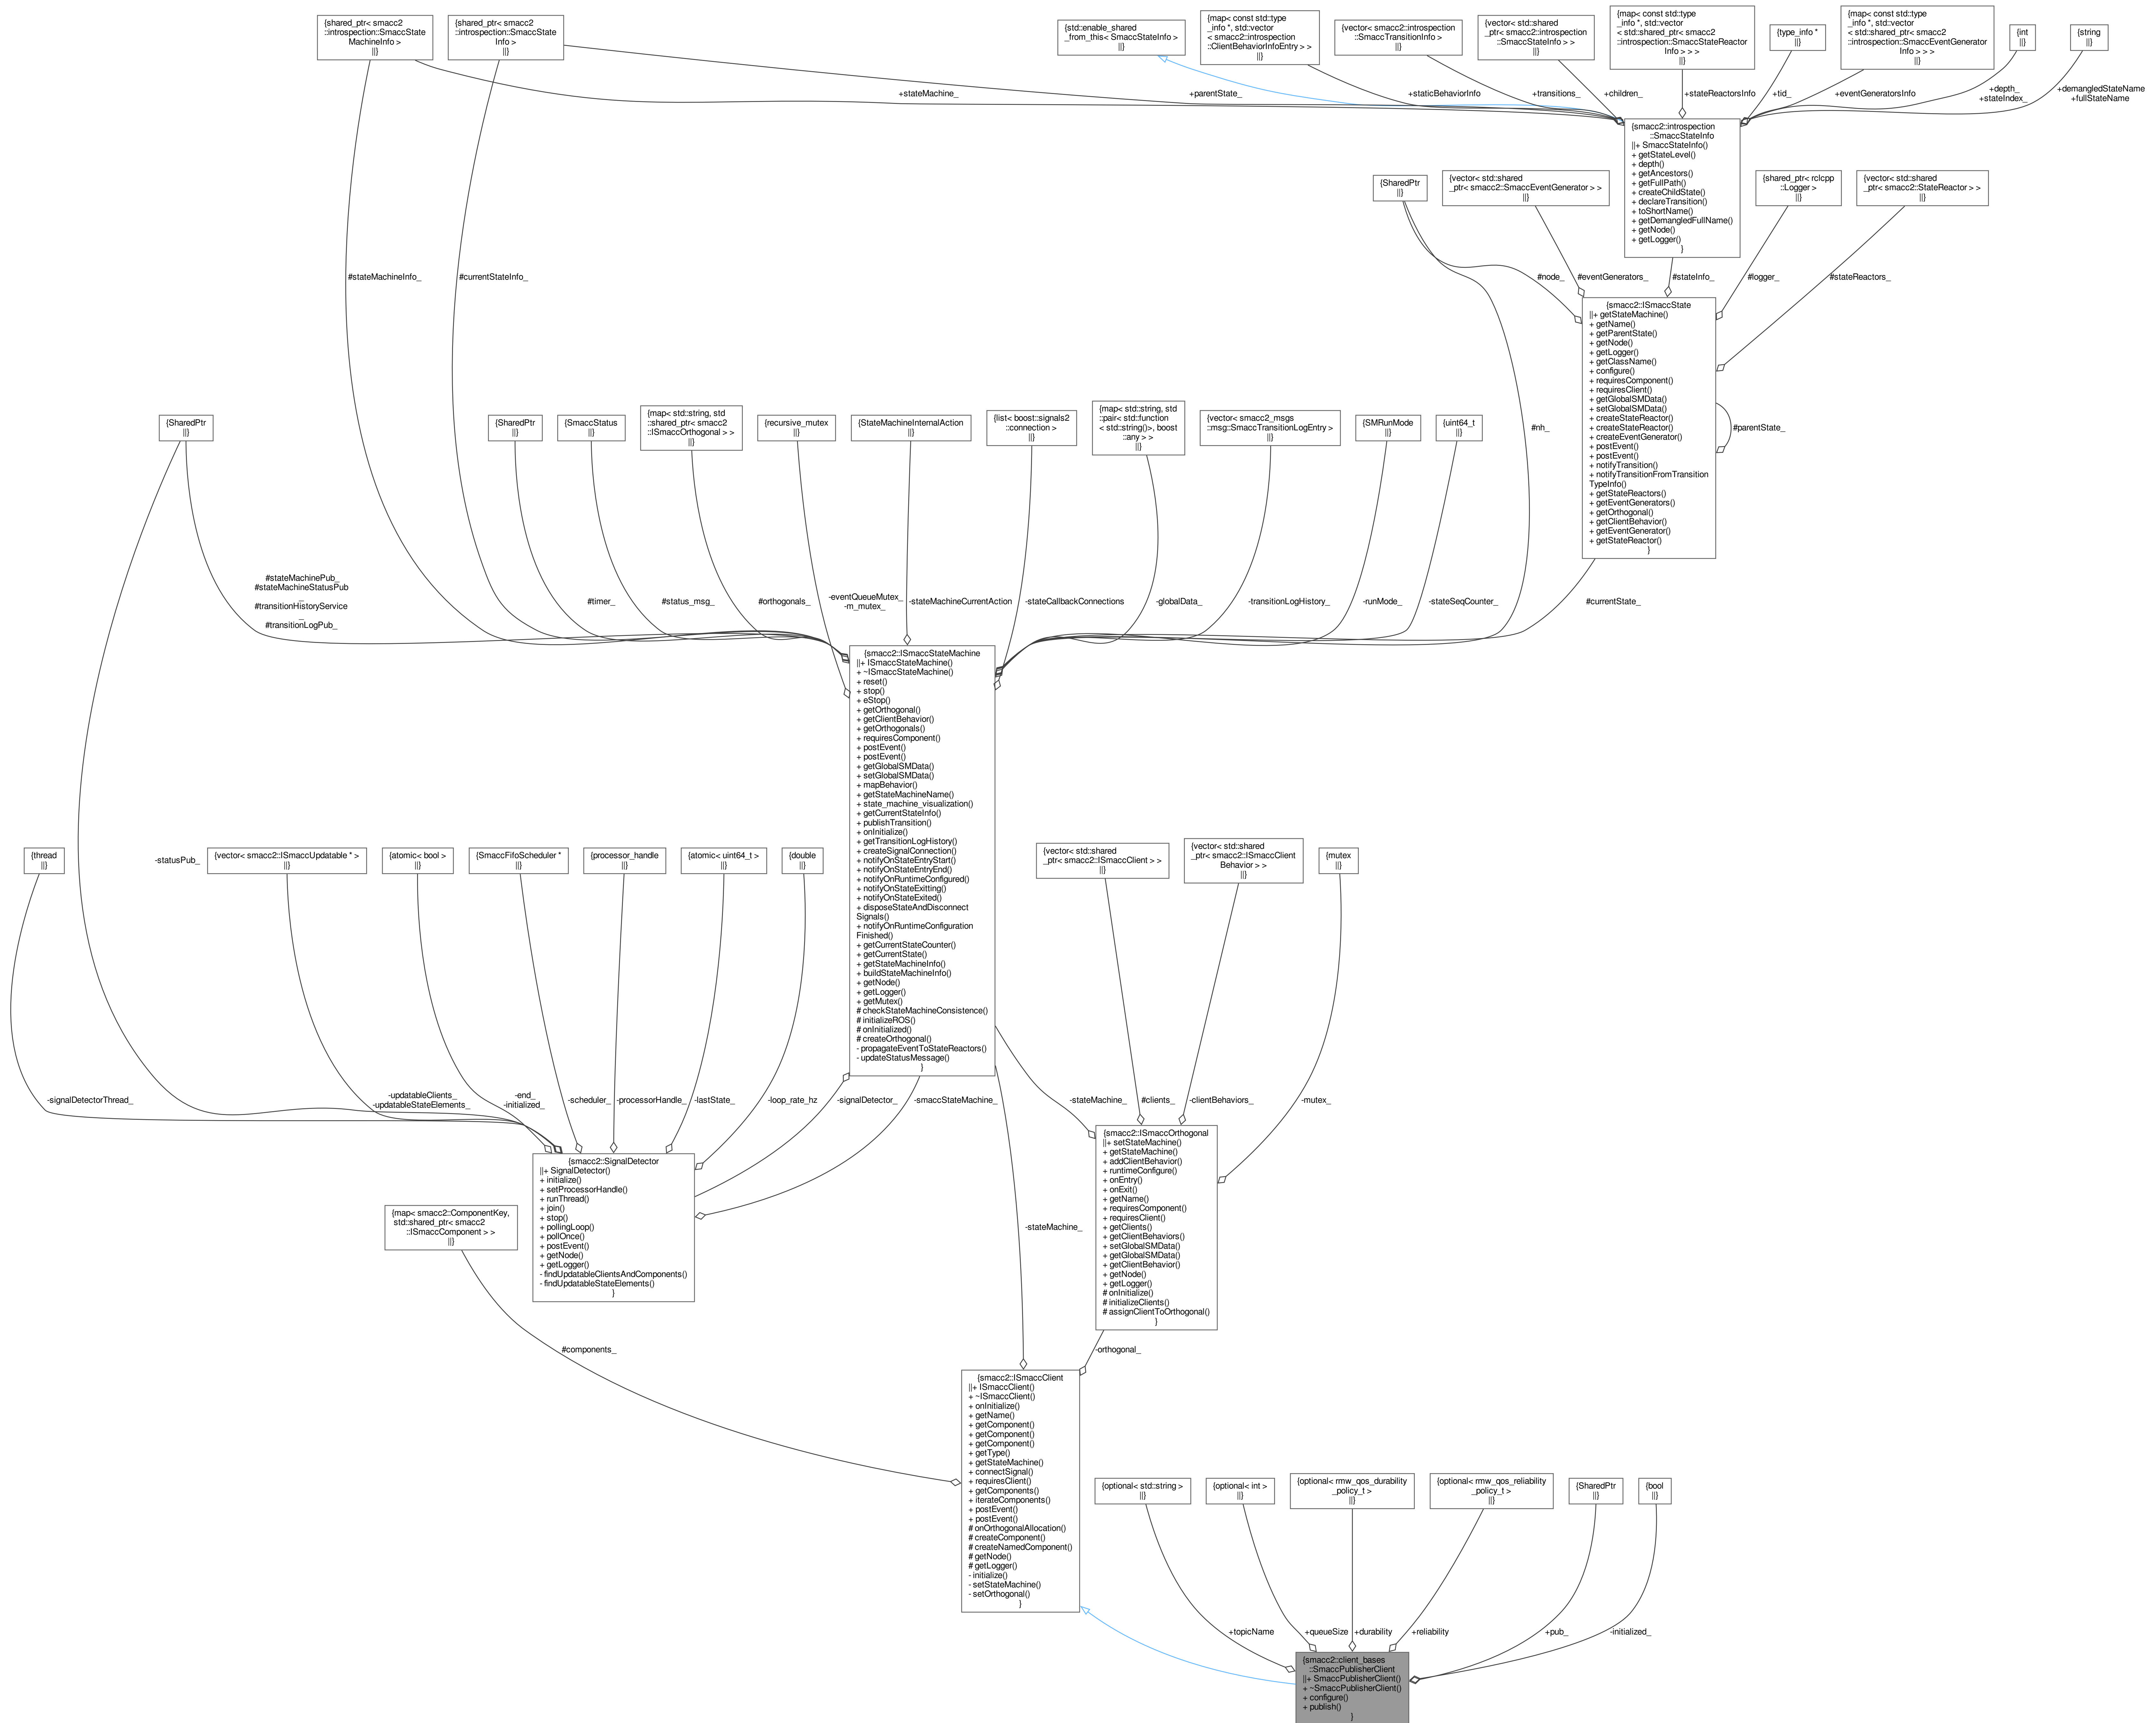 {shared_ptr< smacc2
::introspection::SmaccState
MachineInfo >
||}
{shared_ptr< smacc2
::introspection::SmaccState
Info >
||}
{std::enable_shared
_from_this< SmaccStateInfo >
||}
{map< const std::type
_info *, std::vector
< smacc2::introspection
::ClientBehaviorInfoEntry > >
||}
{vector< smacc2::introspection
::SmaccTransitionInfo >
||}
{vector< std::shared
_ptr< smacc2::introspection
::SmaccStateInfo > >
||}
{map< const std::type
_info *, std::vector
< std::shared_ptr< smacc2
::introspection::SmaccStateReactor
Info > > >
||}
{type_info *
||}
{map< const std::type
_info *, std::vector
< std::shared_ptr< smacc2
::introspection::SmaccEventGenerator
Info > > >
||}
{int
||}
{string
||}
+stateMachine_
+parentState_
+staticBehaviorInfo
+transitions_
+children_
+stateReactorsInfo
+tid_
+eventGeneratorsInfo
+depth_
+stateIndex_
+demangledStateName
+fullStateName
{smacc2::introspection
::SmaccStateInfo
||+ SmaccStateInfo()
+ getStateLevel()
+ depth()
+ getAncestors()
+ getFullPath()
+ createChildState()
+ declareTransition()
+ toShortName()
+ getDemangledFullName()
+ getNode()
+ getLogger()
}
{SharedPtr
||}
{vector< std::shared
_ptr< smacc2::SmaccEventGenerator > >
||}
{shared_ptr< rclcpp
::Logger >
||}
{vector< std::shared
_ptr< smacc2::StateReactor > >
||}
#stateMachineInfo_
#currentStateInfo_
#node_
#eventGenerators_
#stateInfo_
#logger_
#stateReactors_
{smacc2::ISmaccState
||+ getStateMachine()
+ getName()
+ getParentState()
+ getNode()
+ getLogger()
+ getClassName()
+ configure()
+ requiresComponent()
+ requiresClient()
+ getGlobalSMData()
+ setGlobalSMData()
+ createStateReactor()
+ createStateReactor()
+ createEventGenerator()
+ postEvent()
+ postEvent()
+ notifyTransition()
+ notifyTransitionFromTransition
TypeInfo()
+ getStateReactors()
+ getEventGenerators()
+ getOrthogonal()
+ getClientBehavior()
+ getEventGenerator()
+ getStateReactor()
}
#parentState_
#nh_
{SharedPtr
||}
{SharedPtr
||}
{SmaccStatus
||}
{map< std::string, std
::shared_ptr< smacc2
::ISmaccOrthogonal > >
||}
{recursive_mutex
||}
{StateMachineInternalAction
||}
{list< boost::signals2
::connection >
||}
{map< std::string, std
::pair< std::function
< std::string()>, boost
::any > >
||}
{vector< smacc2_msgs
::msg::SmaccTransitionLogEntry >
||}
{SMRunMode
||}
{uint64_t
||}
#stateMachinePub_
#stateMachineStatusPub
_
#transitionHistoryService
_
#transitionLogPub_
#timer_
#status_msg_
#orthogonals_
-eventQueueMutex_
-m_mutex_
-stateMachineCurrentAction
-stateCallbackConnections
-globalData_
-transitionLogHistory_
-runMode_
-stateSeqCounter_
#currentState_
{smacc2::ISmaccStateMachine
||+ ISmaccStateMachine()
+ ~ISmaccStateMachine()
+ reset()
+ stop()
+ eStop()
+ getOrthogonal()
+ getClientBehavior()
+ getOrthogonals()
+ requiresComponent()
+ postEvent()
+ postEvent()
+ getGlobalSMData()
+ setGlobalSMData()
+ mapBehavior()
+ getStateMachineName()
+ state_machine_visualization()
+ getCurrentStateInfo()
+ publishTransition()
+ onInitialize()
+ getTransitionLogHistory()
+ createSignalConnection()
+ notifyOnStateEntryStart()
+ notifyOnStateEntryEnd()
+ notifyOnRuntimeConfigured()
+ notifyOnStateExitting()
+ notifyOnStateExited()
+ disposeStateAndDisconnect
Signals()
+ notifyOnRuntimeConfiguration
Finished()
+ getCurrentStateCounter()
+ getCurrentState()
+ getStateMachineInfo()
+ buildStateMachineInfo()
+ getNode()
+ getLogger()
+ getMutex()
# checkStateMachineConsistence()
# initializeROS()
# onInitialized()
# createOrthogonal()
- propagateEventToStateReactors()
- updateStatusMessage()
}
-statusPub_
{thread
||}
{vector< smacc2::ISmaccUpdatable * >
||}
{atomic< bool >
||}
{SmaccFifoScheduler *
||}
{processor_handle
||}
{atomic< uint64_t >
||}
{double
||}
{vector< std::shared
_ptr< smacc2::ISmaccClient > >
||}
{vector< std::shared
_ptr< smacc2::ISmaccClient
Behavior > >
||}
{mutex
||}
-signalDetectorThread_
-updatableClients_
-updatableStateElements_
-end_
-initialized_
-scheduler_
-processorHandle_
-lastState_
-loop_rate_hz
-signalDetector_
-smaccStateMachine_
-stateMachine_
#clients_
-clientBehaviors_
-mutex_
{smacc2::SignalDetector
||+ SignalDetector()
+ initialize()
+ setProcessorHandle()
+ runThread()
+ join()
+ stop()
+ pollingLoop()
+ pollOnce()
+ postEvent()
+ getNode()
+ getLogger()
- findUpdatableClientsAndComponents()
- findUpdatableStateElements()
}
{smacc2::ISmaccOrthogonal
||+ setStateMachine()
+ getStateMachine()
+ addClientBehavior()
+ runtimeConfigure()
+ onEntry()
+ onExit()
+ getName()
+ requiresComponent()
+ requiresClient()
+ getClients()
+ getClientBehaviors()
+ setGlobalSMData()
+ getGlobalSMData()
+ getClientBehavior()
+ getNode()
+ getLogger()
# onInitialize()
# initializeClients()
# assignClientToOrthogonal()
}
{map< smacc2::ComponentKey,
std::shared_ptr< smacc2
::ISmaccComponent > >
||}
-stateMachine_
#components_
-orthogonal_
{smacc2::ISmaccClient
||+ ISmaccClient()
+ ~ISmaccClient()
+ onInitialize()
+ getName()
+ getComponent()
+ getComponent()
+ getComponent()
+ getType()
+ getStateMachine()
+ connectSignal()
+ requiresClient()
+ getComponents()
+ iterateComponents()
+ postEvent()
+ postEvent()
# onOrthogonalAllocation()
# createComponent()
# createNamedComponent()
# getNode()
# getLogger()
- initialize()
- setStateMachine()
- setOrthogonal()
}
{optional< std::string >
||}
{optional< int >
||}
{optional< rmw_qos_durability
_policy_t >
||}
{optional< rmw_qos_reliability
_policy_t >
||}
{SharedPtr
||}
{bool
||}
+topicName
+queueSize
+durability
+reliability
+pub_
-initialized_
{smacc2::client_bases
::SmaccPublisherClient
||+ SmaccPublisherClient()
+ ~SmaccPublisherClient()
+ configure()
+ publish()
}